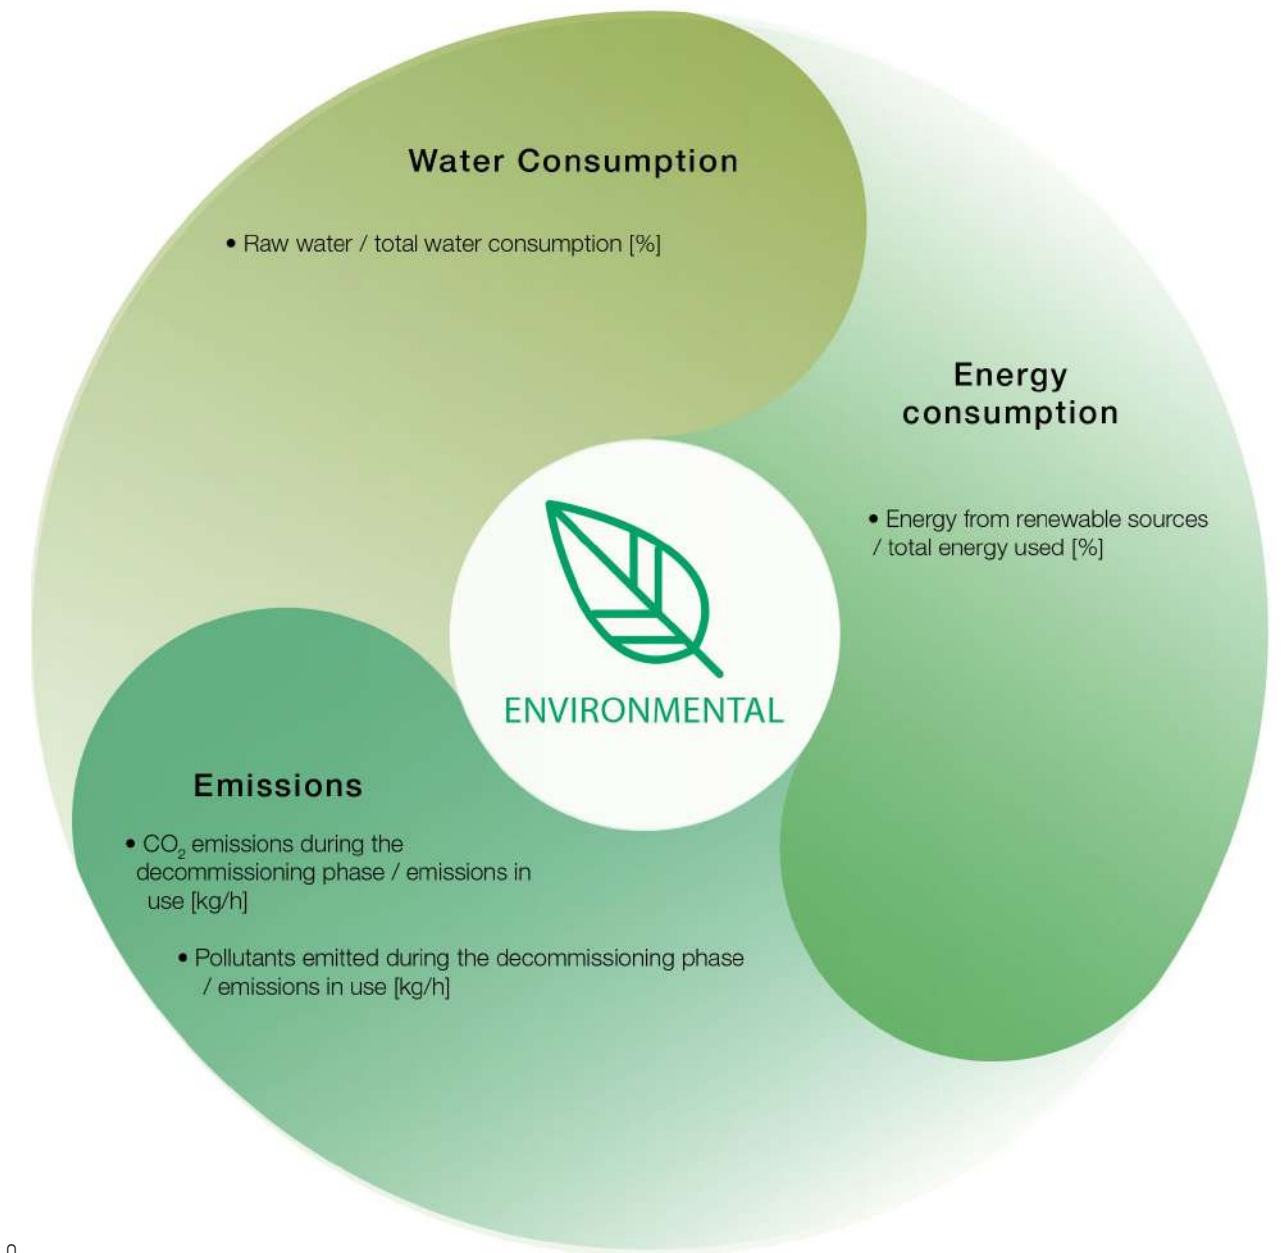 Water Consumption
• Raw water / total water consumption [%]
Energy
consumption
• Energy from renewable sources
/ total energy used [%]
ENVIRONMENTAL
Emissions
• CO₂ emissions during the
decommissioning phase / emissions in
use [kg/h]
• Pollutants emitted during the decommissioning phase
/ emissions in use [kg/h]